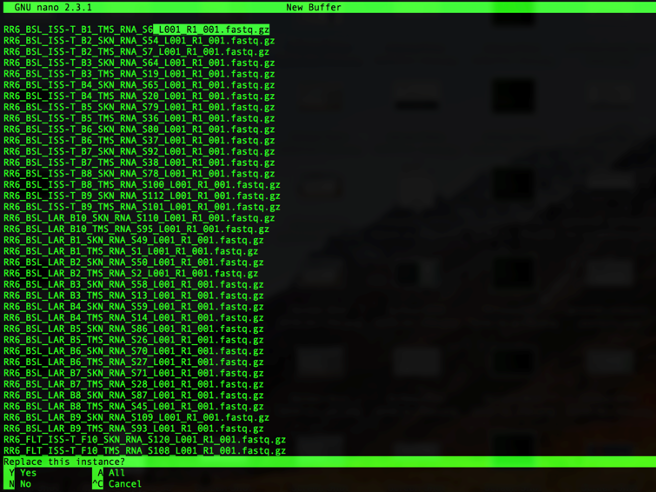 GNU nano 2.3.1 New Buffer
RR6_BSL_ISS-T_B1_TMS_RNA_S6_L001_R1_001.fastq.gz
RR6_BSL_ISS-T_B2_SKN_RNA_S54_L001_R1_001.fastq.gz
RR6_BSL_ISS-T_B2_TMS_RNA_S7_L001_R1_001.fastq.gz
RR6_BSL_ISS-T_B3_SKN_RNA_S64_L001_R1_001.fastq.gz
RR6_BSL_ISS-T_B3_TMS_RNA_S19_L001_R1_001.fastq.gz
RR6_BSL_ISS-T_B4_SKN_RNA_S65_L001_R1_001.fastq.gz
RR6_BSL_ISS-T_B4_TMS_RNA_S20_L001_R1_001.fastq.gz
RR6_BSL_ISS-T_B5_SKN_RNA_S79_L001_R1_001.fastq.gz
RR6_BSL_ISS-T_B5_TMS_RNA_S36_L001_R1_001.fastq.gz
RR6_BSL_ISS-T_B6_SKN_RNA_S80_L001_R1_001.fastq.gz
RR6_BSL_ISS-T_B6_TMS_RNA_S37_L001_R1_001.fastq.gz
RR6_BSL_ISS-T_B7_SKN_RNA_S92_L001_R1_001.fastq.gz
RR6_BSL_ISS-T_B7_TMS_RNA_S38_L001_R1_001.fastq.gz
RR6_BSL_ISS-T_B8_SKN_RNA_S78_L001_R1_001.fastq.gz
RR6_BSL_ISS-T_B8_TMS_RNA_S100_L001_R1_001.fastq.gz
RR6_BSL_ISS-T_B9_SKN_RNA_S112_L001_R1_001.fastq.gz
RR6_BSL_ISS-T_B9_TMS_RNA_S101_L001_R1_001.fastq.gz
RR6_BSL_LAR_B10_SKN_RNA_S110_L001_R1_001.fastq.gz
RR6_BSL_LAR_B10_TMS_RNA_S95_L001_R1_001.fastq.gz
RR6_BSL_LAR_B1_SKN_RNA_S49_L001_R1_001.fastq.gz
RR6_BSL_LAR_B1_TMS_RNA_S1_L001_R1_001.fastq.gz
RR6_BSL_LAR_B2_SKN_RNA_S50_L001_R1_001.fastq.gz
RR6_BSL_LAR_B2_TMS_RNA_S2_L001_R1_001.fastq.gz
RR6_BSL_LAR_B3_SKN_RNA_S58_L001_R1_001.fastq.gz
RR6_BSL_LAR_B3_TMS_RNA_S13_L001_R1_001.fastq.gz
RR6_BSL_LAR_B4_SKN_RNA_S59_L001_R1_001.fastq.gz
RR6_BSL_LAR_B4_TMS_RNA_S14_L001_R1_001.fastq.gz
RR6_BSL_LAR_B5_SKN_RNA_S86_L001_R1_001.fastq.gz
RR6_BSL_LAR_B5_TMS_RNA_S26_L001_R1_001.fastq.gz
RR6_BSL_LAR_B6_SKN_RNA_S70_L001_R1_001.fastq.gz
RR6_BSL_LAR_B6_TMS_RNA_S27_L001_R1_001.fastq.gz
RR6_BSL_LAR_B7_SKN_RNA_S71_L001_R1_001.fastq.gz
RR6_BSL_LAR_B7_TMS_RNA_S28_L001_R1_001.fastq.gz
RR6_BSL_LAR_B8_SKN_RNA_S87_L001_R1_001.fastq.gz
RR6_BSL_LAR_B8_TMS_RNA_S45_L001_R1_001.fastq.gz
RR6_BSL_LAR_B9_SKN_RNA_S109_L001_R1_001.fastq.gz
RR6_BSL_LAR_B9_TMS_RNA_S93_L001_R1_001.fastq.gz
RR6_FLT_ISS-T_F10_SKN_RNA_S120_L001_R1_001.fastq.gz
RR6_FLT_ISS-T_F10_TMS_RNA_S108_L001_R1_001.fastq.gz
Replace this instance?
Y Yes A All
N No ^C Cancel